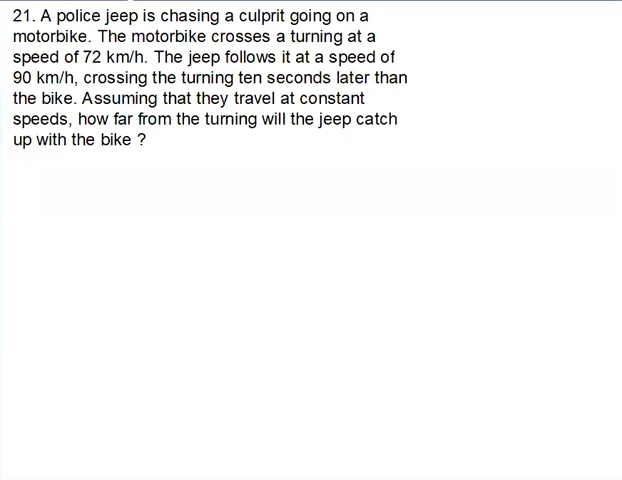 21. A police jeep is chasing a culprit going on a
motorbike. The motorbike crosses a turning at a
speed of 72 km/h. The jeep follows it at a speed of
90 km/h, crossing the turning ten seconds later than
the bike. Assuming that they travel at constant
speeds, how far from the turning will the jeep catch
up with the bike ?